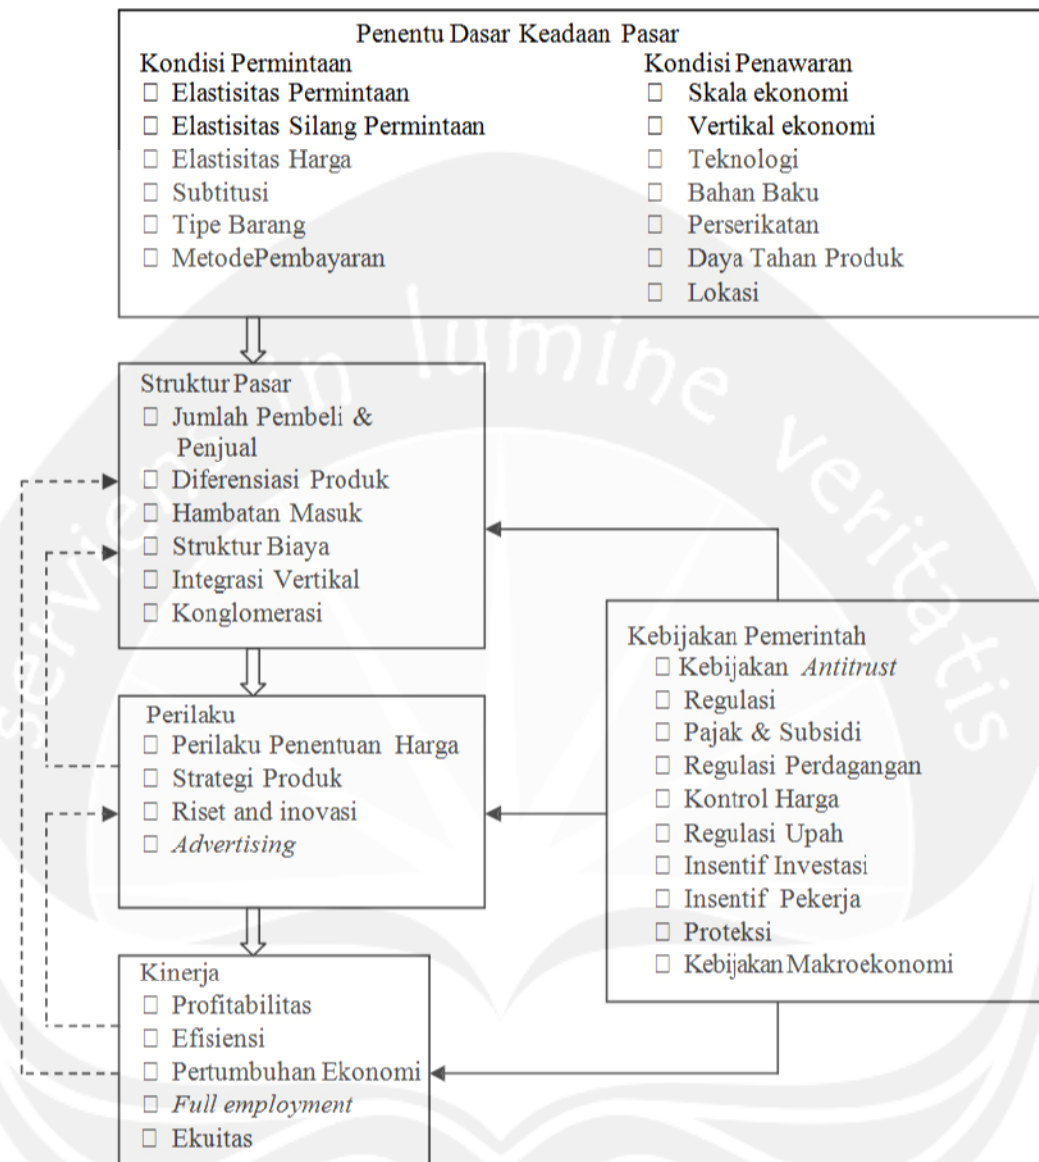 Penentu Dasar Keadaan Pasar
Kondisi Permintaan
□ Elastisitas Permintaan
□ Elastisitas Silang Permintaan
□ Elastisitas Harga
□ Subtitusi
□ Tipe Barang
□ MetodePembayaran
Kondisi Penawaran
□ Skala ekonomi
□ Vertikal ekonomi
□ Teknologi
□ Bahan Baku
□ Perserikatan
□ Daya Tahan Produk
□ Lokasi
Struktur Pasar
□ Jumlah Pembeli &
Penjual
□ Diferensiasi Produk
□ Hambatan Masuk
□ Struktur Biaya
□ Integrasi Vertikal
□ Konglomerasi
Kebijakan Pemerintah
□ Kebijakan Antitrust
□ Regulasi
□ Pajak & Subsidi
□ Regulasi Perdagangan
□ Kontrol Harga
□ Regulasi Upah
□ Insentif Investasi
□ Insentif Pekerja
□ Proteksi
□ Kebijakan Makroekonomi
Perilaku
□ Perilaku Penentuan Harga
□ Strategi Produk
□ Riset and inovasi
□ Advertising
Kinerja
□ Profitabilitas
□ Efisiensi
□ Pertumbuhan Ekonomi
□ Full employment
□ Ekuitas
serviens in lumine veritatis